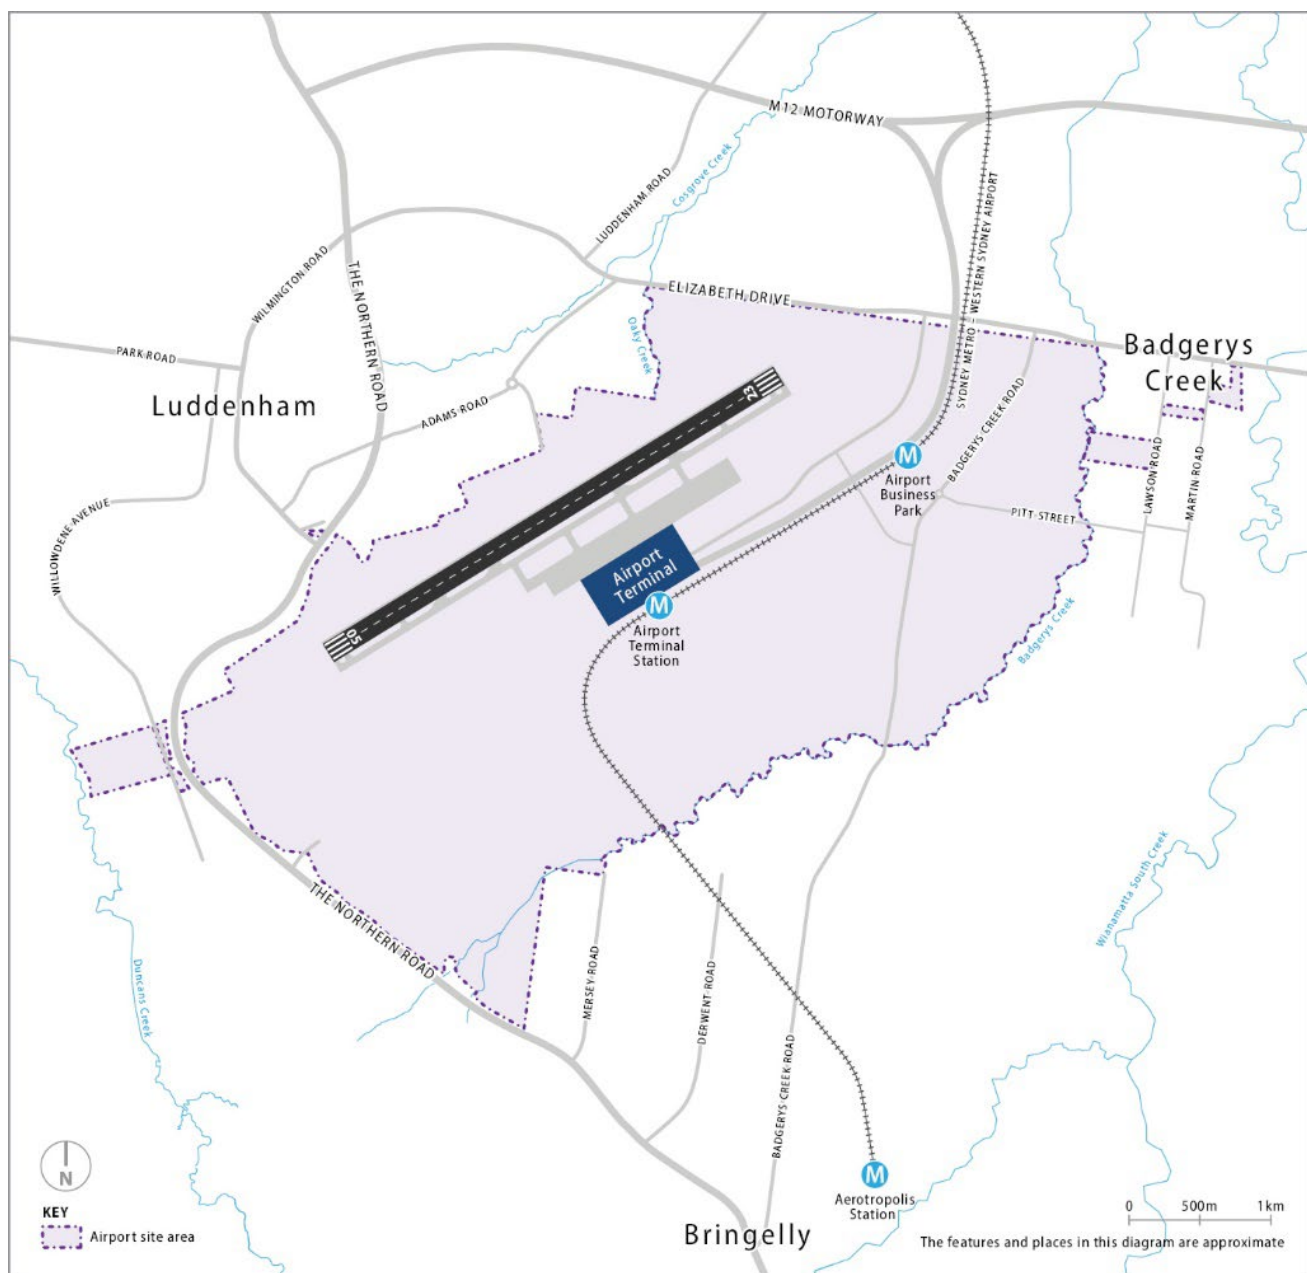 M12 MOTORWAY
Cosgrove Creek
LUDDENHAM ROAD
SYDNEY METRO – WESTERN SYDNEY AIRPORT
WILMINGTON ROAD
THE NORTHERN ROAD
ELIZABETH DRIVE
Oaky Creek
PARK ROAD
Badgerys
Creek
Luddenham
ADAMS ROAD
23
BADGERYS CREEK ROAD
M
Airport
Business
Park
LAWSON ROAD
MARTIN ROAD
PITT STREET
WILLOWDENE AVENUE
Airport
Terminal
M
Airport
Terminal
Station
05
Badgerys Creek
Wianamatta South Creek
THE NORTHERN ROAD
Duncans Creek
MERSEY ROAD
DERWENT ROAD
BADGERYS CREEK ROAD
M
Aerotropolis
Station
Bringelly
N
KEY
Airport site area
0 500m 1km
The features and places in this diagram are approximate